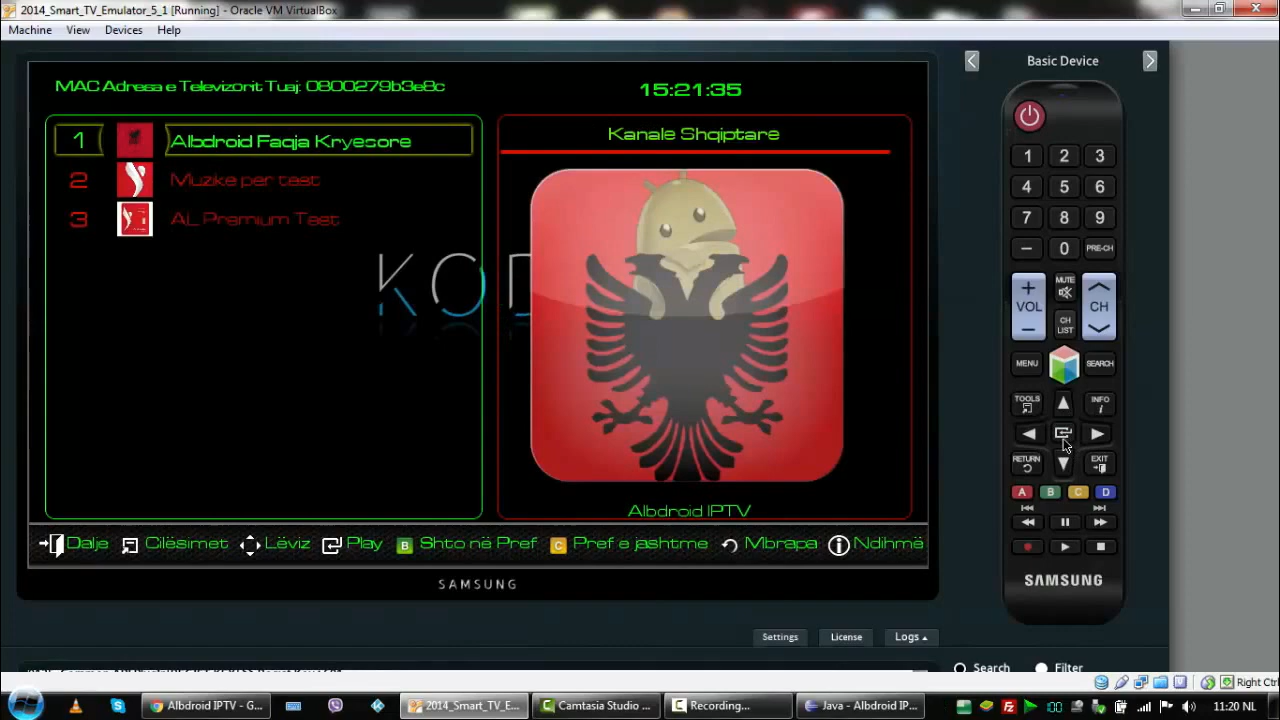 2014_Smart_TV_Emulator_5_1 [Running] - Oracle VM VirtualBox
Machine View Devices Help
Basic Device
MAC Adresa e Televizorit Tuaj: 0800279b3e8c
15:21:35
1 Albdroid Faqja Kryesore
2 Muzike per test
3 AL Premium Test
Kanale Shqiptare
KOD
Albdroid IPTV
Dalje Cilësimet Lëviz Play B Shto në Pref C Pref e jashtme Mbrapa Ndihmë
SAMSUNG
1 2 3
4 5 6
7 8 9
- 0 PRE-CH
+ VOL -
MUTE
CH LIST
CH
MENU SEARCH
TOOLS INFO
RETURN EXIT
A B C D
SAMSUNG
Settings License Logs
Search Filter
Right Ctrl
Albdroid IPTV - G...
2014_Smart_TV_E...
Camtasia Studio ...
Recording...
Java - Albdroid IP...
11:20 NL